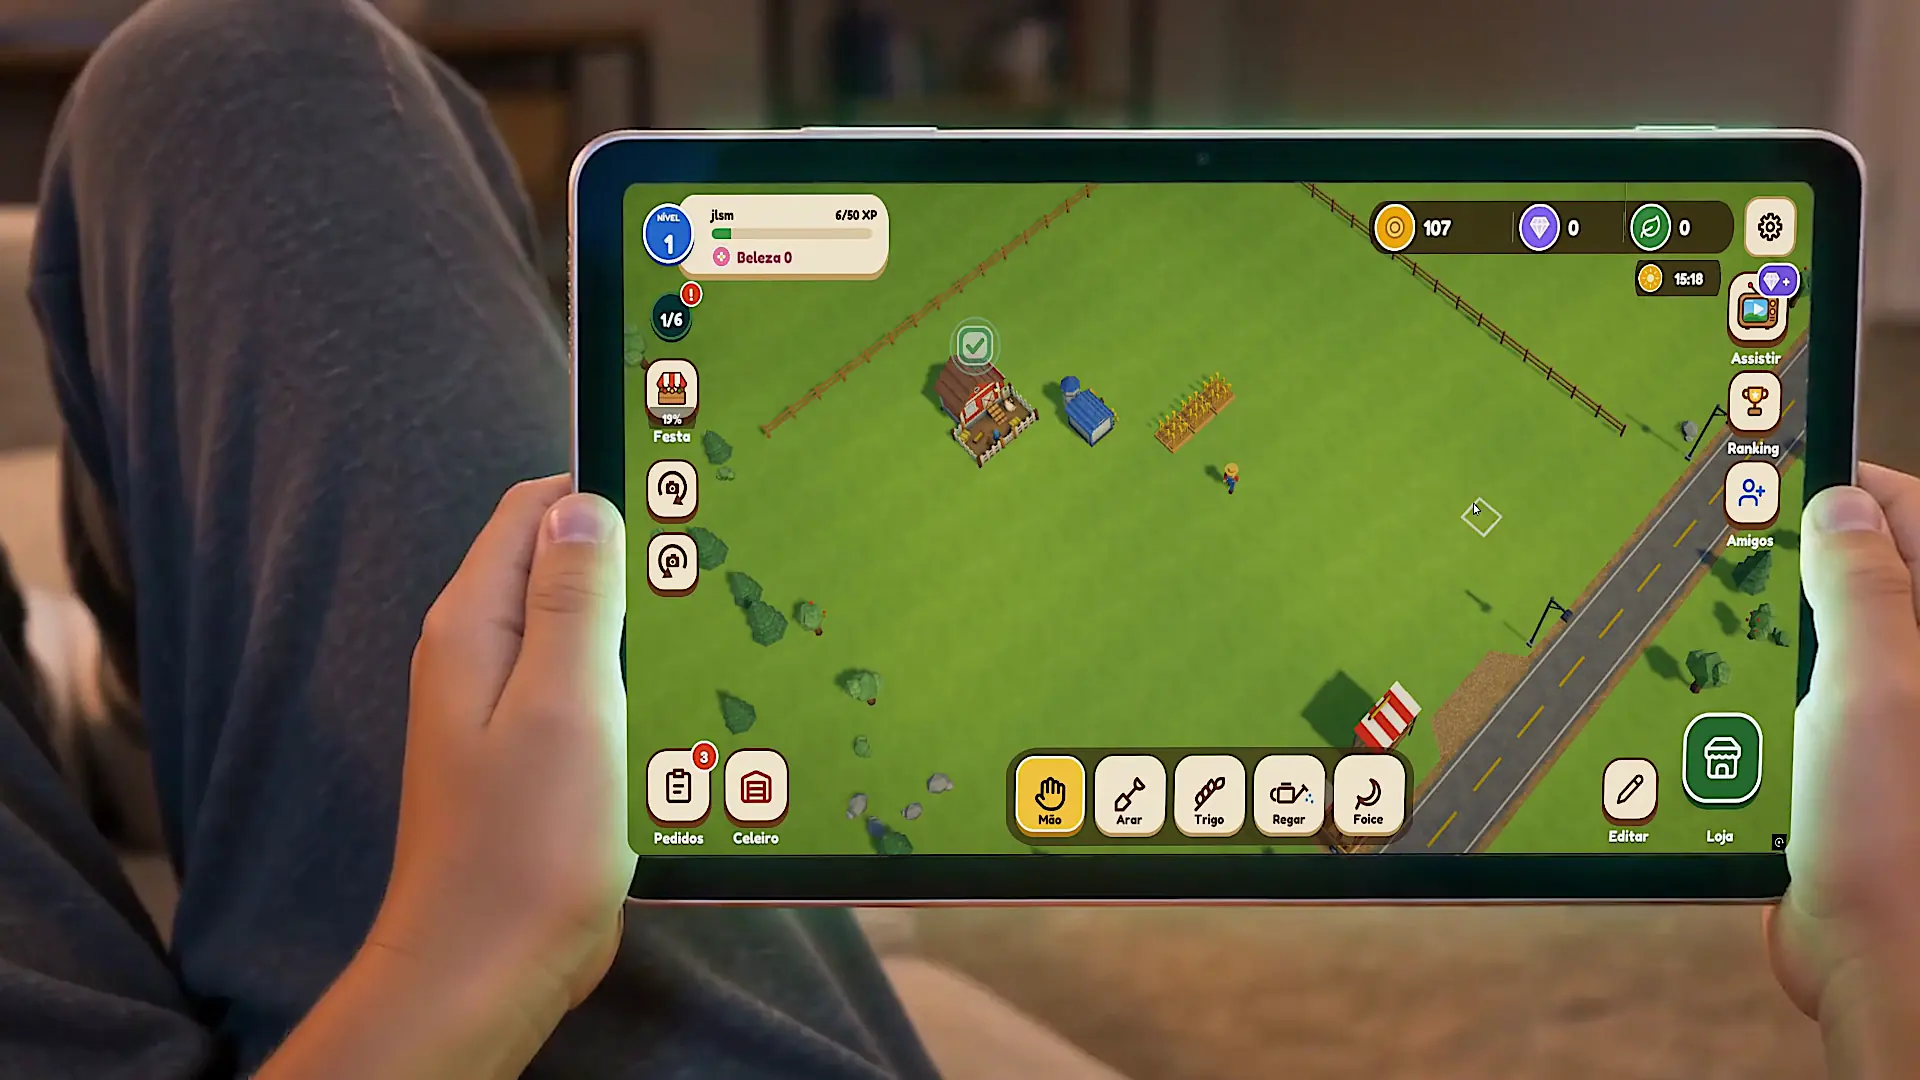 NÍVEL
1
jlsm
6/50 XP
Beleza 0
107
0
0
15:18
1/6
!
19%
Festa
Assistir
Ranking
Amigos
3
Pedidos
Celeiro
Mão
Arar
Trigo
Regar
Foice
Editar
Loja